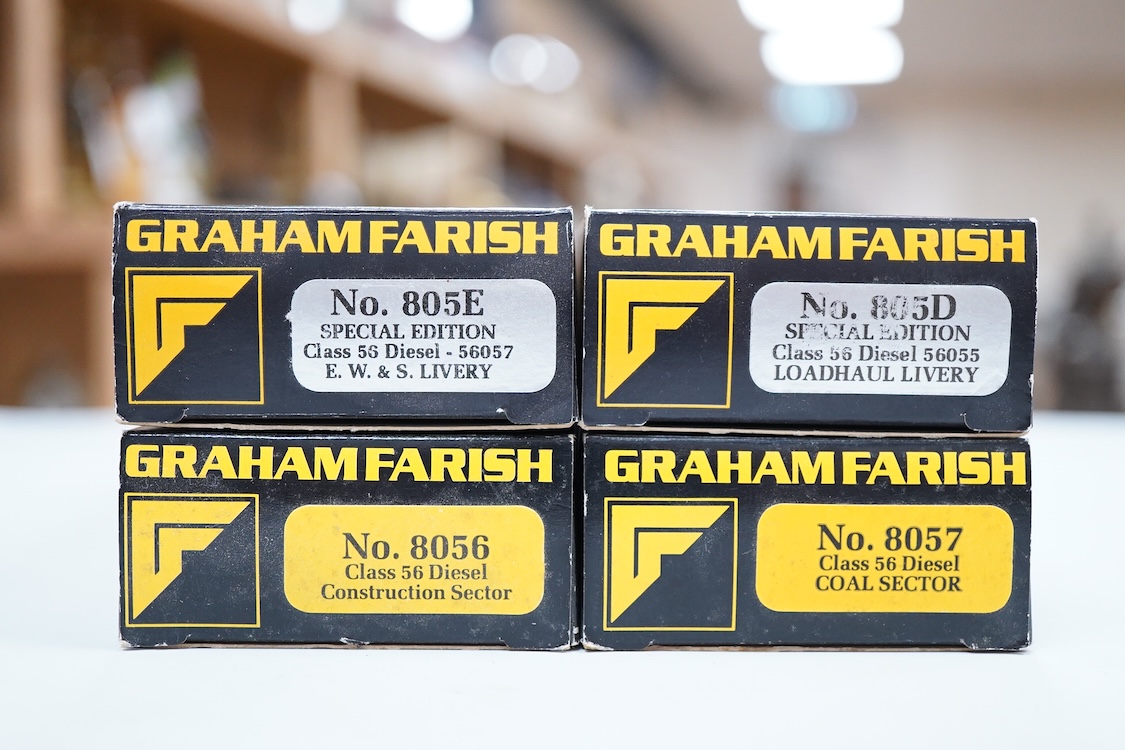 GRAHAM FARISH
No. 805E
SPECIAL EDITION
Class 56 Diesel - 56057
E. W. & S. LIVERY
GRAHAM FARISH
No. 805D
SPECIAL EDITION
Class 56 Diesel 56055
LOADHAUL LIVERY
GRAHAM FARISH
No. 8056
Class 56 Diesel
Construction Sector
GRAHAM FARISH
No. 8057
Class 56 Diesel
COAL SECTOR